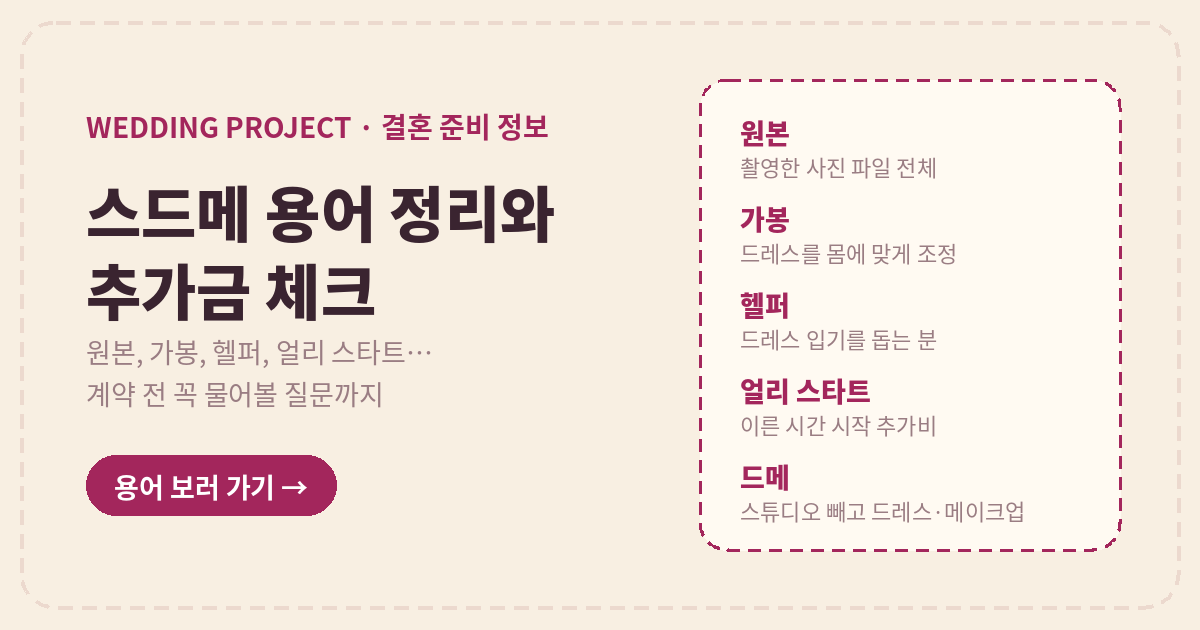 WEDDING PROJECT · 결혼 준비 정보
스드메 용어 정리와
추가금 체크
원본, 가봉, 헬퍼, 얼리 스타트…
계약 전 꼭 물어볼 질문까지
용어 보러 가기 →
원본
촬영한 사진 파일 전체
가봉
드레스를 몸에 맞게 조정
헬퍼
드레스 입기를 돕는 분
얼리 스타트
이른 시간 시작 추가비
드메
스튜디오 빼고 드레스·메이크업